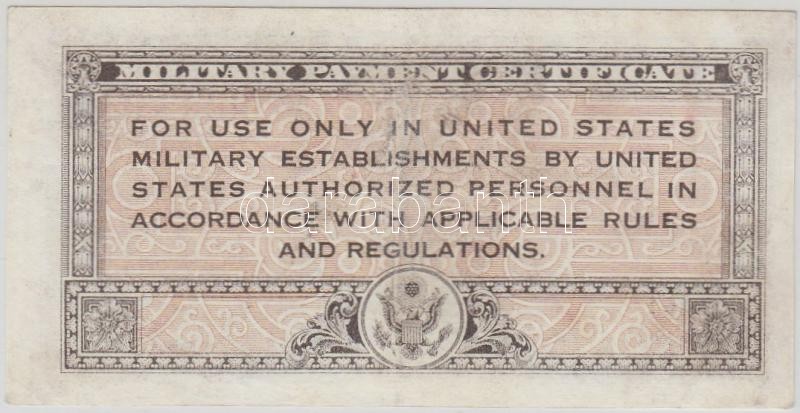 MILITARY PAYMENT CERTIFICATE
FOR USE ONLY IN UNITED STATES
MILITARY ESTABLISHMENTS BY UNITED
STATES AUTHORIZED PERSONNEL IN
ACCORDANCE WITH APPLICABLE RULES
AND REGULATIONS.
darabanth